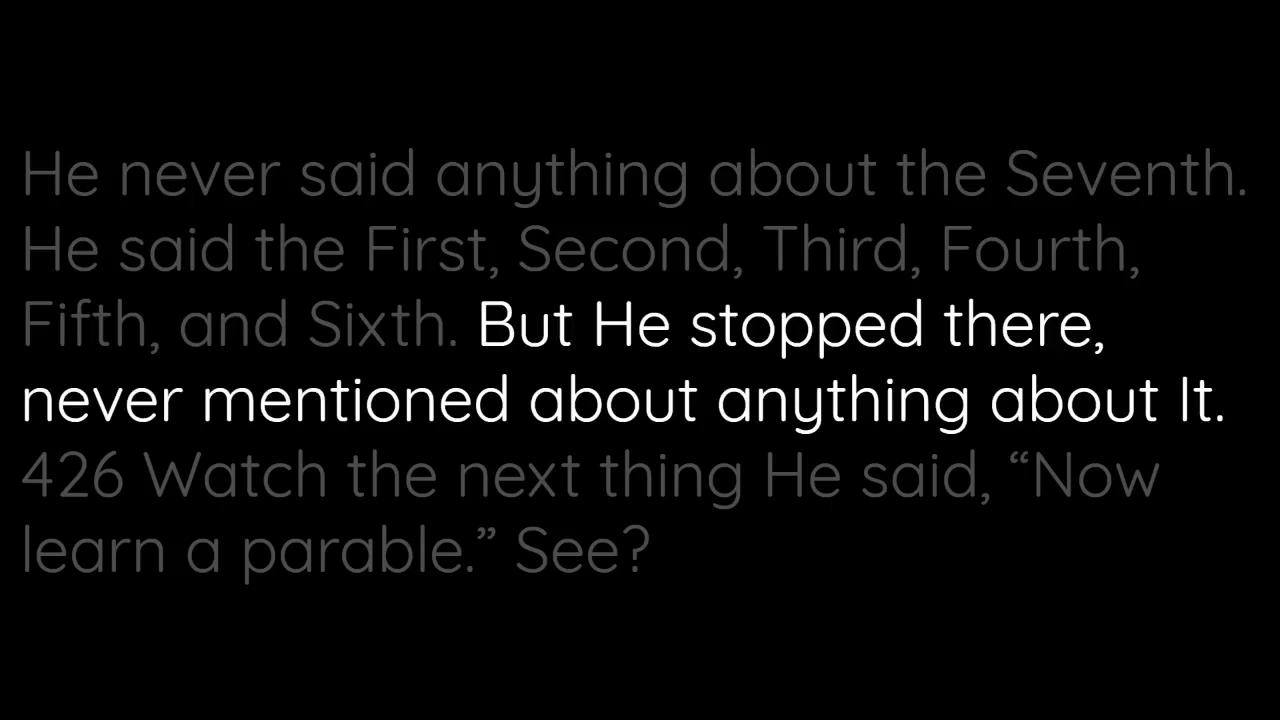 He never said anything about the Seventh.
He said the First, Second, Third, Fourth,
Fifth, and Sixth. But He stopped there,
never mentioned about anything about It.
426 Watch the next thing He said, “Now
learn a parable.” See?